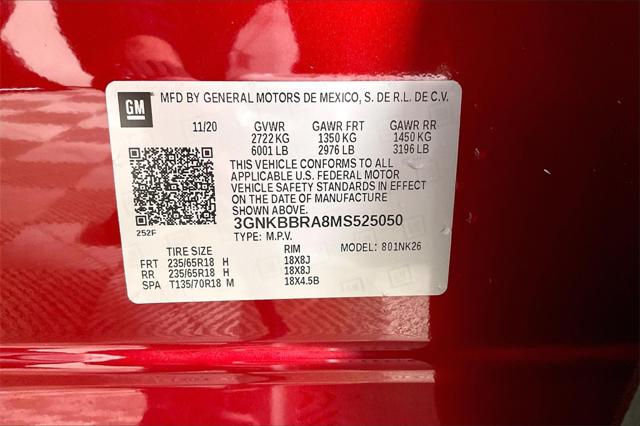 GM
MFD BY GENERAL MOTORS DE MEXICO, S. DE R.L. DE C.V.
11/20 GVWR GAWR FRT GAWR RR
2722 KG 1350 KG 1450 KG
6001 LB 2976 LB 3196 LB
THIS VEHICLE CONFORMS TO ALL
APPLICABLE U.S. FEDERAL MOTOR
VEHICLE SAFETY STANDARDS IN EFFECT
ON THE DATE OF MANUFACTURE
SHOWN ABOVE.
3GNKBBRA8MS525050
252F TYPE: M.P.V.
TIRE SIZE RIM MODEL: 801NK26
FRT 235/65R18 H 18X8J
RR 235/65R18 H 18X8J
SPA T135/70R18 M 18X4.5B